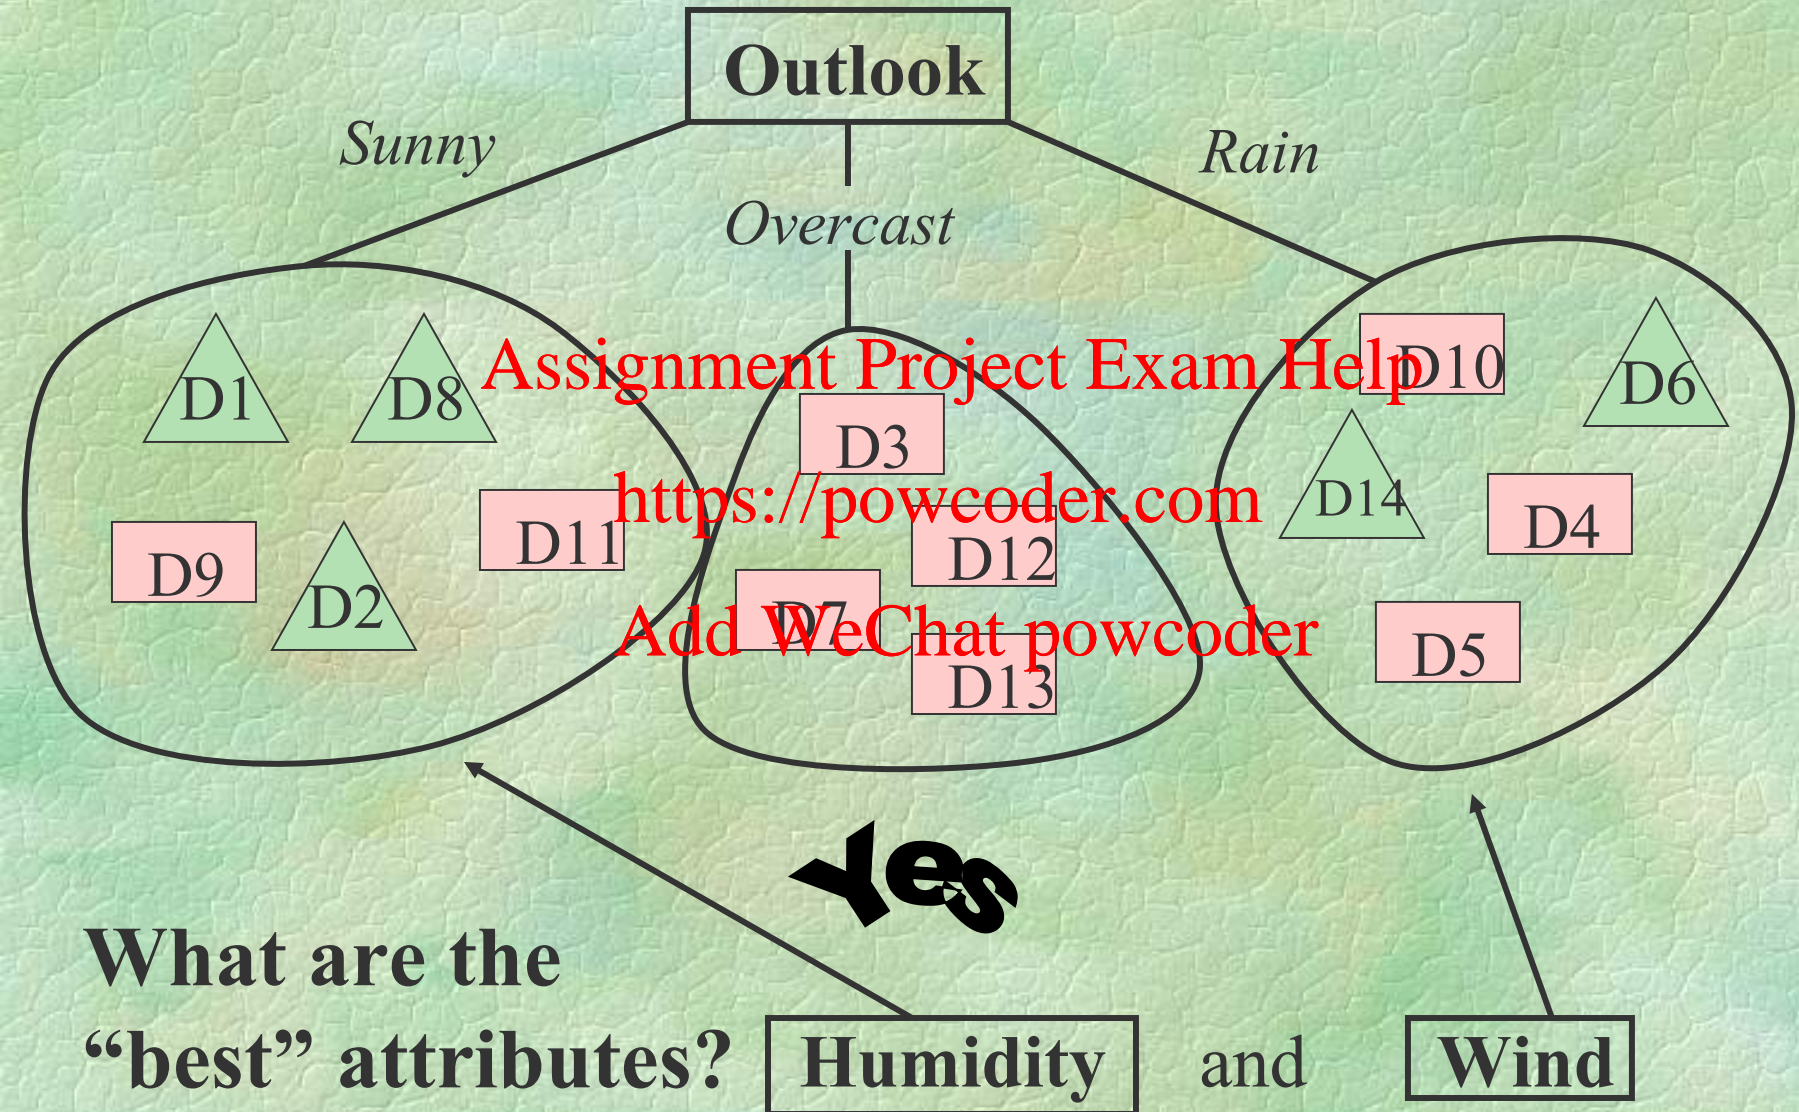 Outlook
Sunny
Rain
Overcast
Assignment Project Exam Help
D1
D8
D10
D6
D3
D14
https://powcoder.com
D4
D11
D12
D9
D2
D7
Add WeChat powcoder
D5
D13
Yes
What are the
“best” attributes? Humidity and Wind